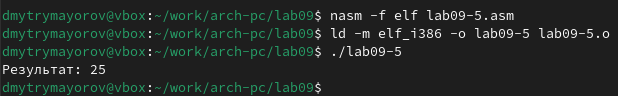 dmytrymayorov@vbox:~/work/arch-pc/lab09$ nasm -f elf lab09-5.asm
dmytrymayorov@vbox:~/work/arch-pc/lab09$ ld -m elf_i386 -o lab09-5 lab09-5.o
dmytrymayorov@vbox:~/work/arch-pc/lab09$ ./lab09-5
Результат: 25
dmytrymayorov@vbox:~/work/arch-pc/lab09$